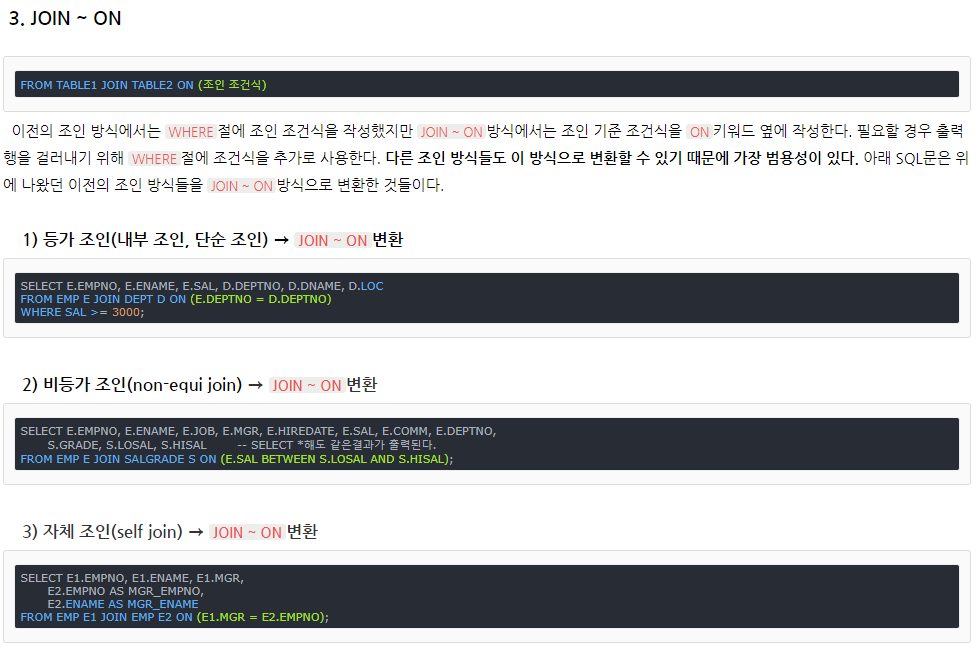 3. JOIN ~ ON
FROM TABLE1 JOIN TABLE2 ON (조인 조건식)
이전의 조인 방식에서는 WHERE 절에 조인 조건식을 작성했지만 JOIN ~ ON 방식에서는 조인 기준 조건식을 ON 키워드 옆에 작성한다. 필요할 경우 출력
행을 걸러내기 위해 WHERE 절에 조건식을 추가로 사용한다. 다른 조인 방식들도 이 방식으로 변환할 수 있기 때문에 가장 범용성이 있다. 아래 SQL문은 위
에 나왔던 이전의 조인 방식들을 JOIN ~ ON 방식으로 변환한 것들이다.
1) 등가 조인(내부 조인, 단순 조인) → JOIN ~ ON 변환
SELECT E.EMPNO, E.ENAME, E.SAL, D.DEPTNO, D.DNAME, D.LOC
FROM EMP E JOIN DEPT D ON (E.DEPTNO = D.DEPTNO)
WHERE SAL >= 3000;
2) 비등가 조인(non-equi join) → JOIN ~ ON 변환
SELECT E.EMPNO, E.ENAME, E.JOB, E.MGR, E.HIREDATE, E.SAL, E.COMM, E.DEPTNO,
S.GRADE, S.LOSAL, S.HISAL -- SELECT *해도 같은결과가 출력된다.
FROM EMP E JOIN SALGRADE S ON (E.SAL BETWEEN S.LOSAL AND S.HISAL);
3) 자체 조인(self join) → JOIN ~ ON 변환
SELECT E1.EMPNO, E1.ENAME, E1.MGR,
E2.EMPNO AS MGR_EMPNO,
E2.ENAME AS MGR_ENAME
FROM EMP E1 JOIN EMP E2 ON (E1.MGR = E2.EMPNO);